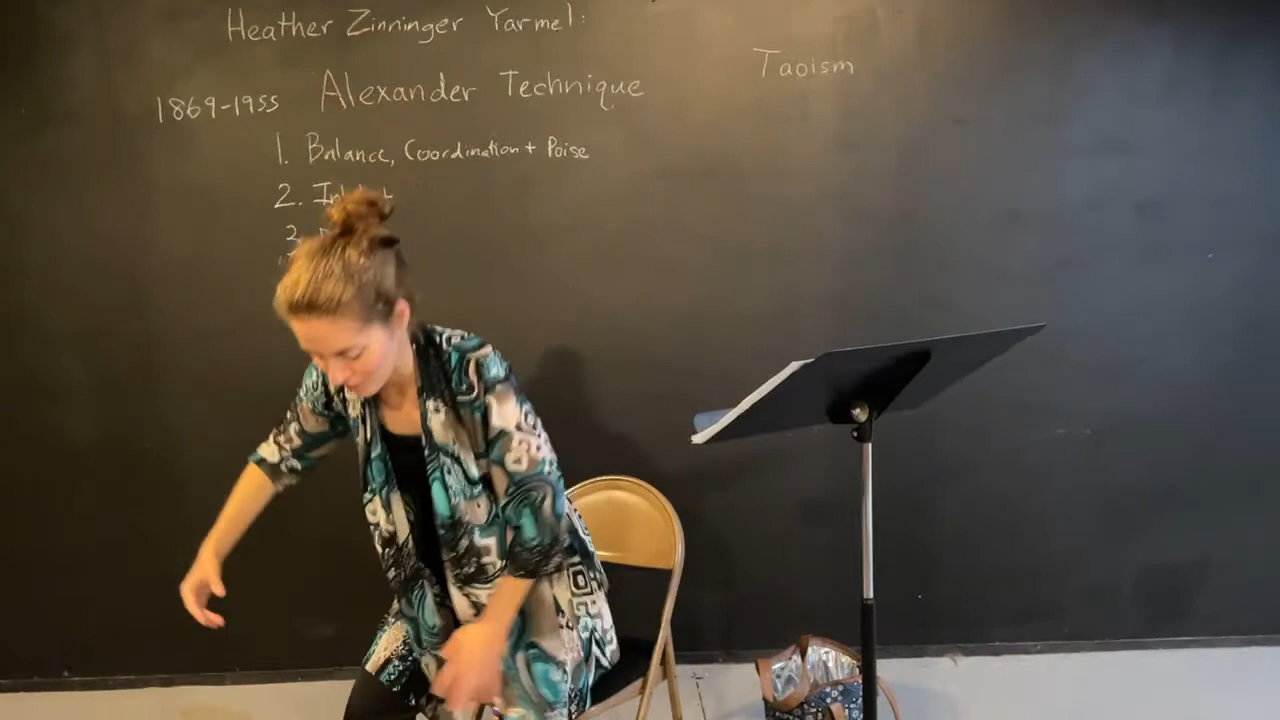 Heather Zinninger Yarmel:
Taoism
1869-1955 Alexander Technique
1. Balance, Coordination + Poise
2.
3.